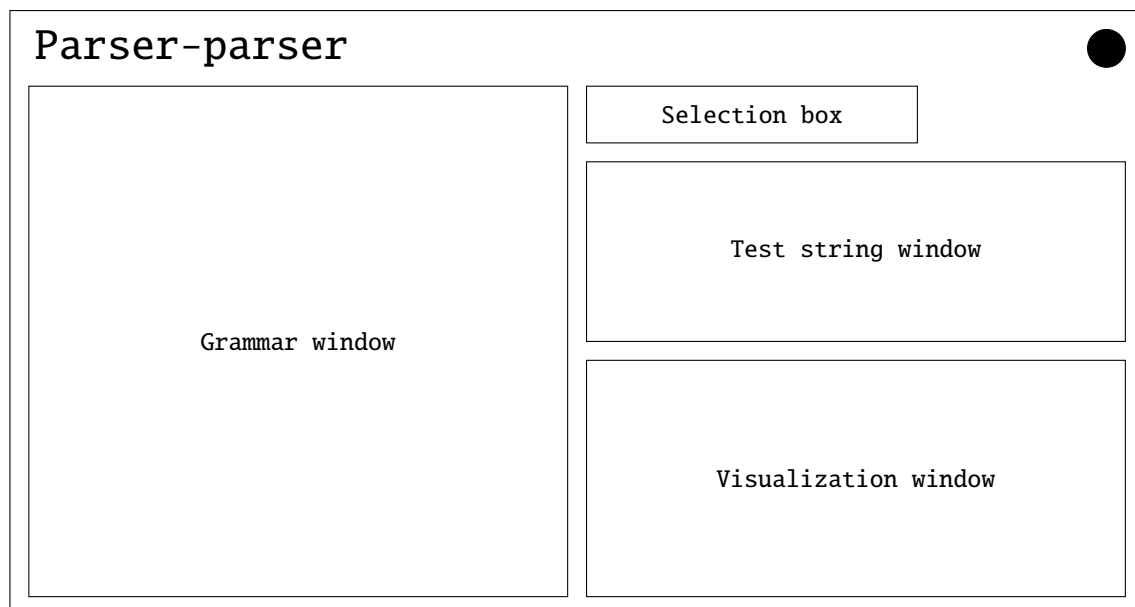 Parser-parser
Selection box
Test string window
Grammar window
Visualization window